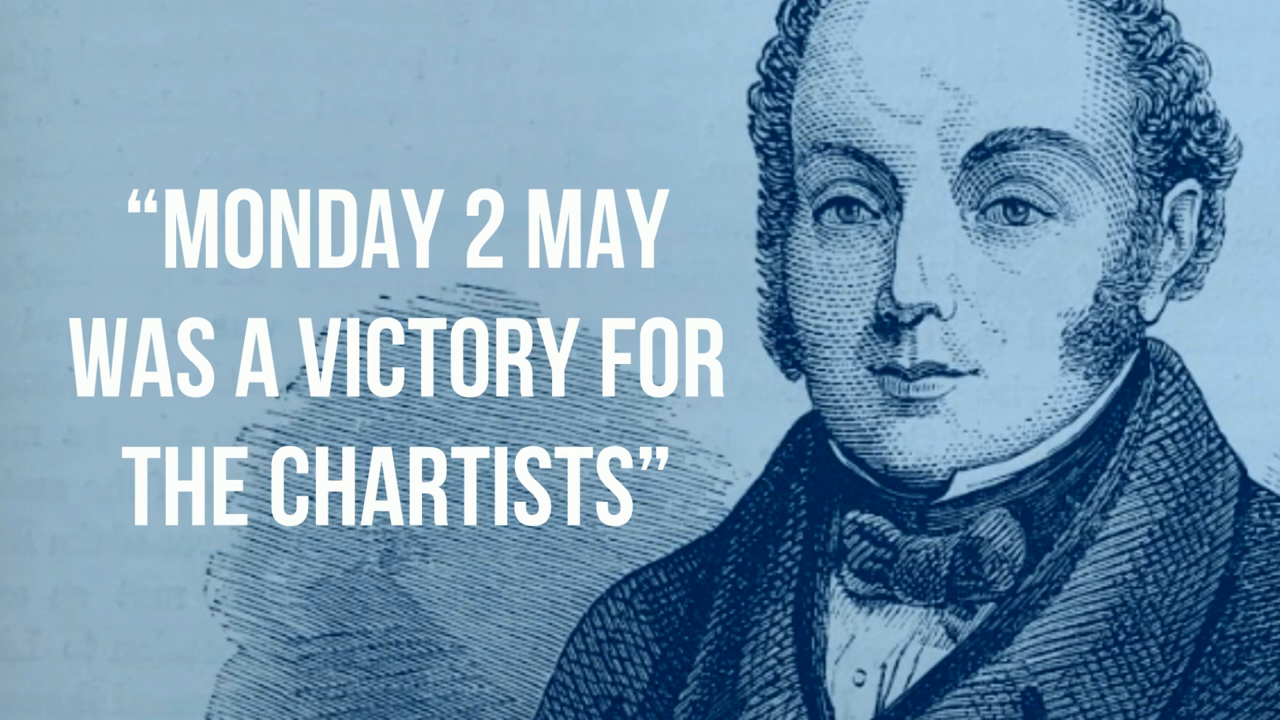 “MONDAY 2 MAY
WAS A VICTORY FOR
THE CHARTISTS”